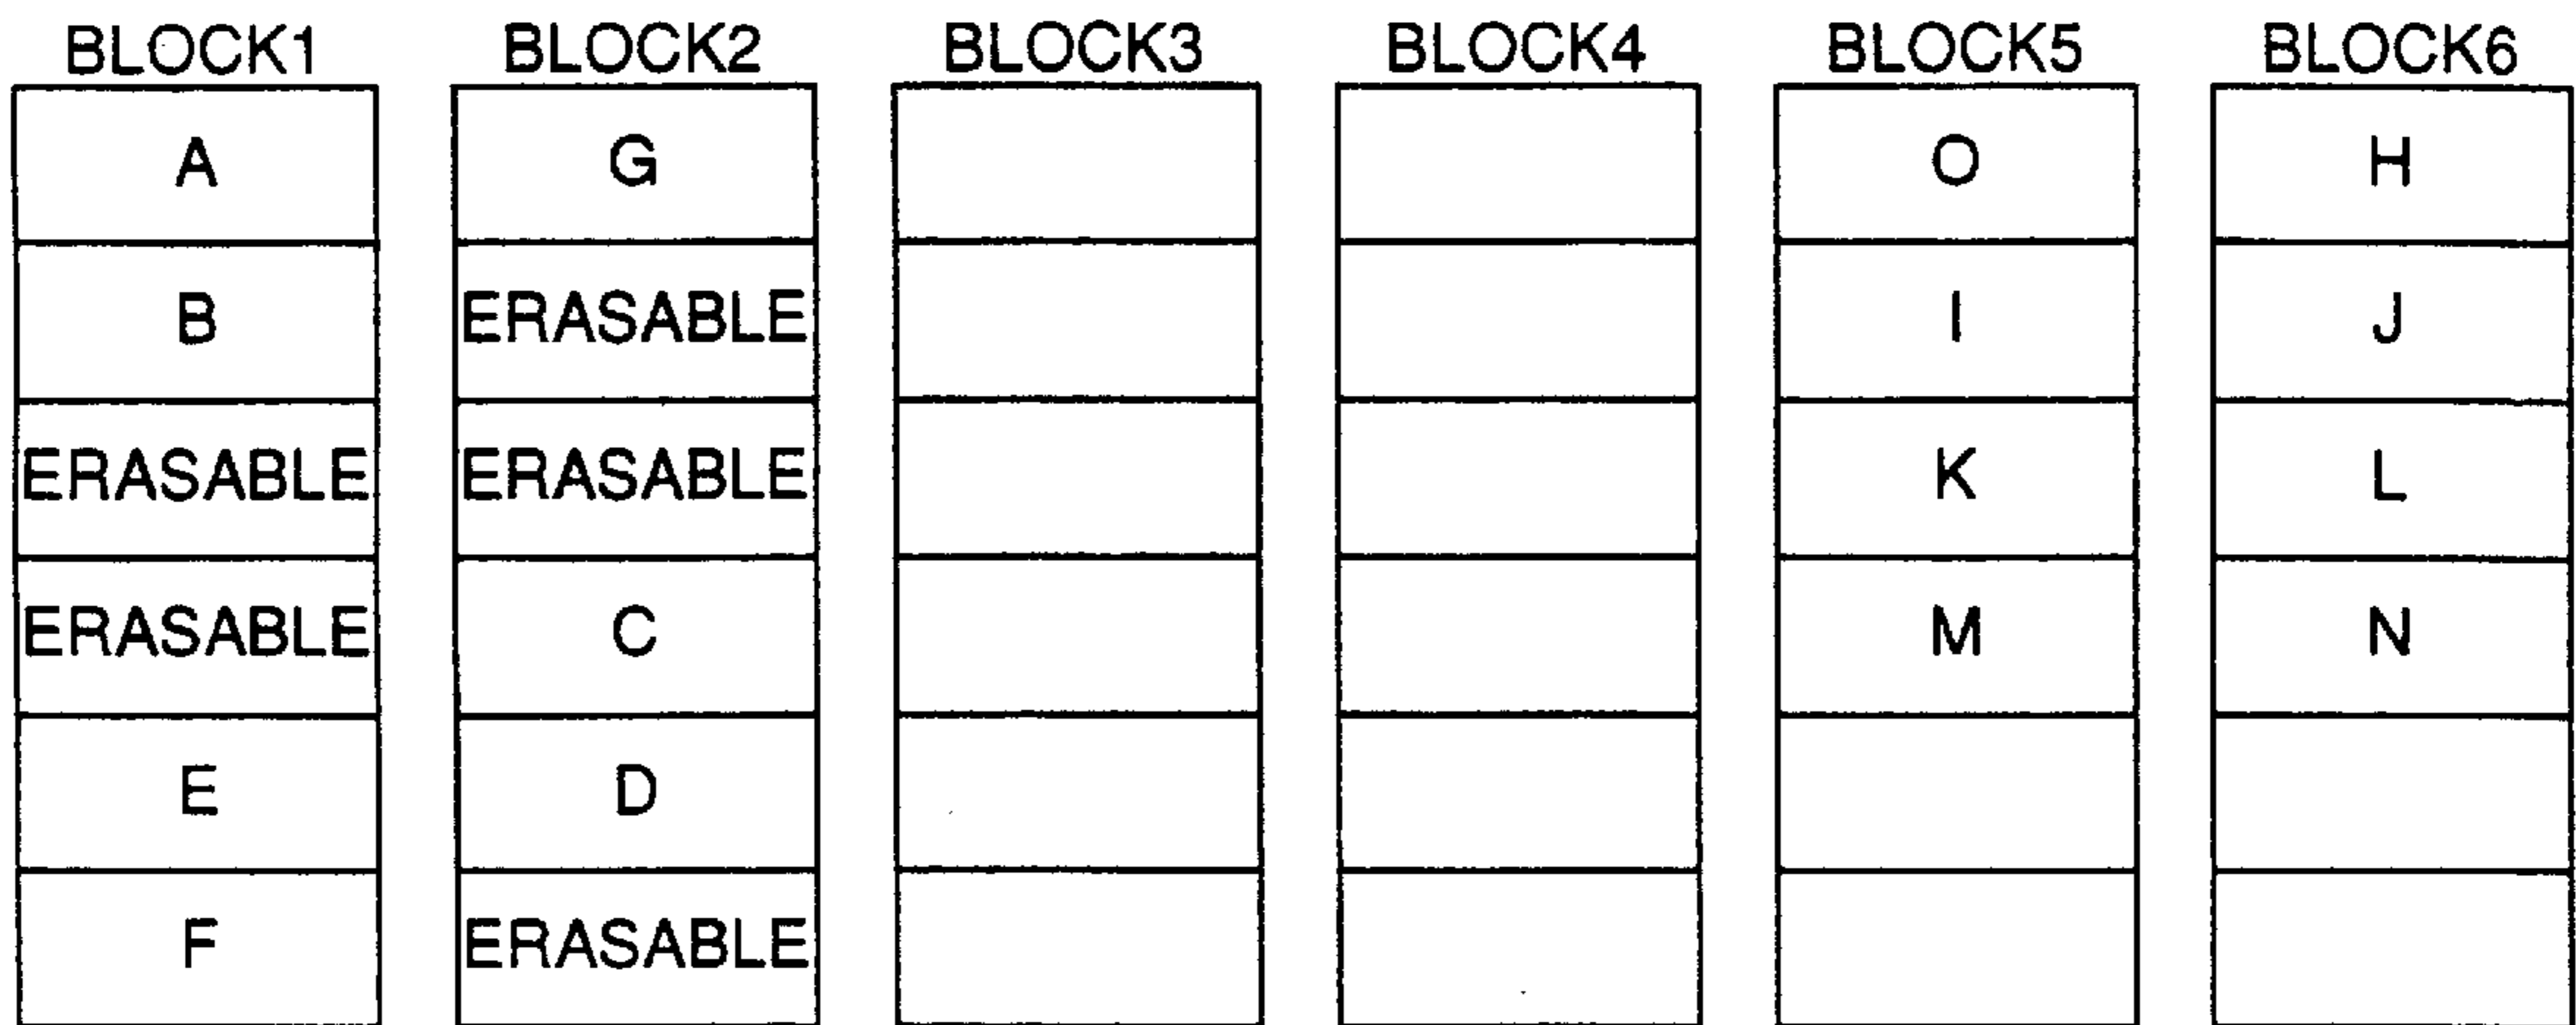 BLOCK1 BLOCK2 BLOCK3 BLOCK4 BLOCK5 BLOCK6
A G O H
B ERASABLE I J
ERASABLE ERASABLE K L
ERASABLE C M N
E D
F ERASABLE